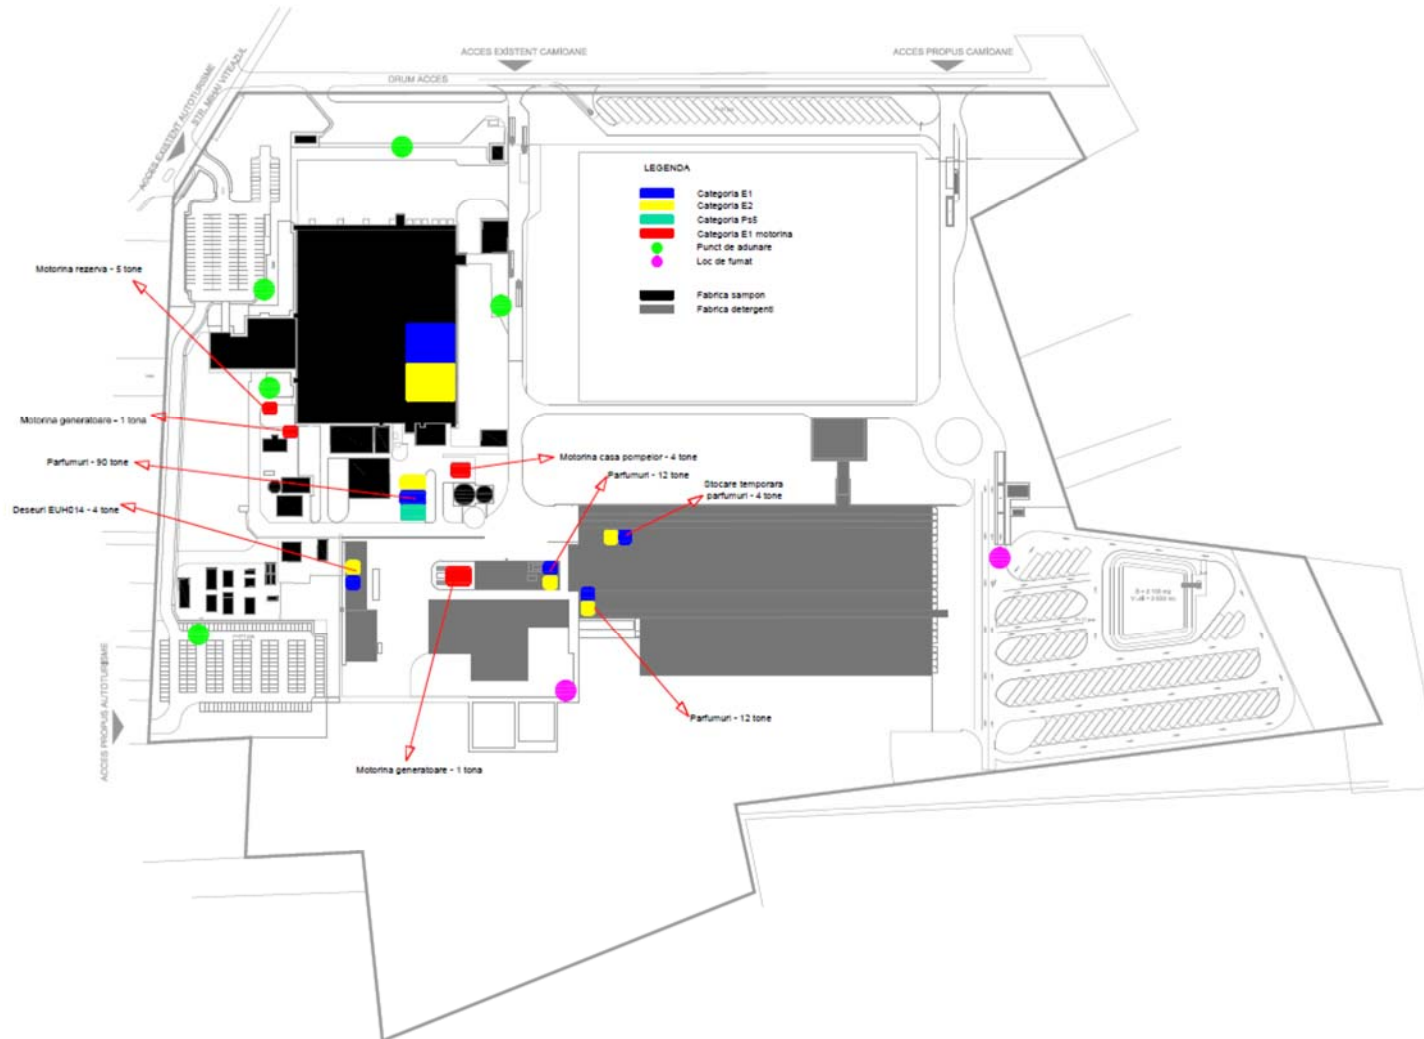 ACCES EXISTENT CAMIOANE
ACCES PROPUS CAMIOANE
DRUM ACCES
ACCES EXISTENT AUTOTURISME
STR. MIHAI VITEAZUL
LEGENDA
Categoria E1
Categoria E2
Categoria Ps5
Categoria E1 motorina
Punct de adunare
Loc de fumat
Fabrica sampon
Fabrica detergenti
Motorina rezerva - 5 tone
Motorina generatoare - 1 tona
Parfumuri - 90 tone
Deseuri EUH014 - 4 tone
Motorina casa pompelor - 4 tone
Parfumuri - 12 tone
Stocare temporara
parfumuri - 4 tone
Parfumuri - 12 tone
Motorina generatoare - 1 tona
ACCES PROPUS AUTOTURISME